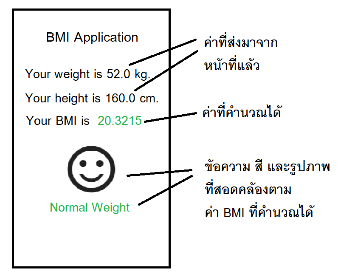 BMI Application
Your weight is 52.0 kg.
Your height is 160.0 cm.
Your BMI is 20.3215
Normal Weight
ค่าที่ส่งมาจาก
หน้าที่แล้ว
ค่าที่คำนวณได้
ข้อความ สี และรูปภาพ
ที่สอดคล้องตาม
ค่า BMI ที่คำนวณได้